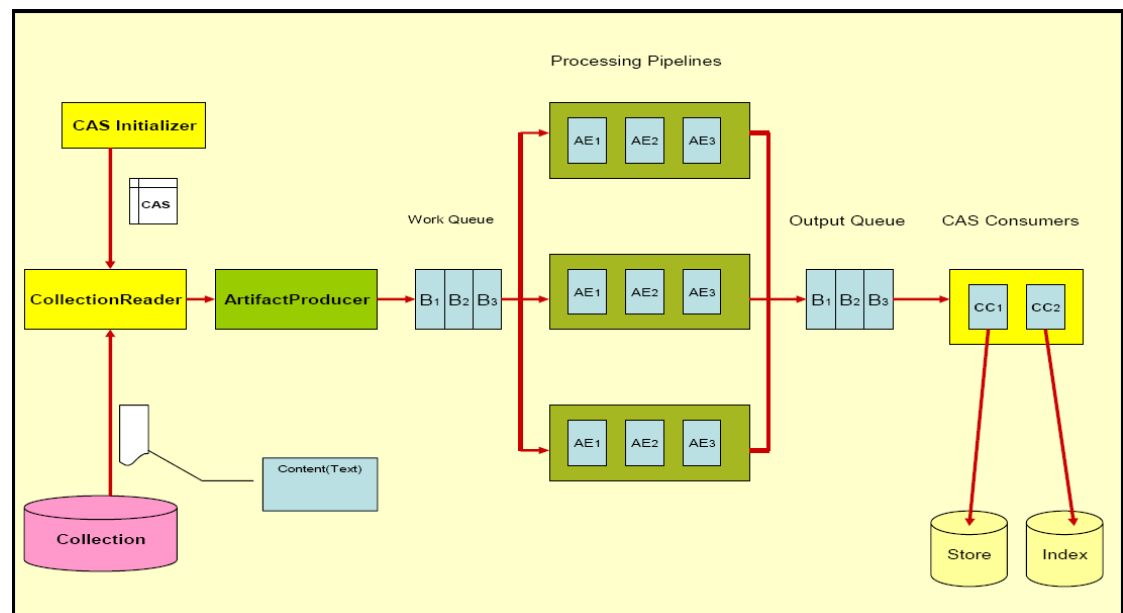 Processing Pipelines
CAS Initializer
AE1 AE2 AE3
CAS
Work Queue
Output Queue
CAS Consumers
CollectionReader
ArtifactProducer
B1 B2 B3
AE1 AE2 AE3
B1 B2 B3
CC1 CC2
AE1 AE2 AE3
Content(Text)
Collection
Store
Index